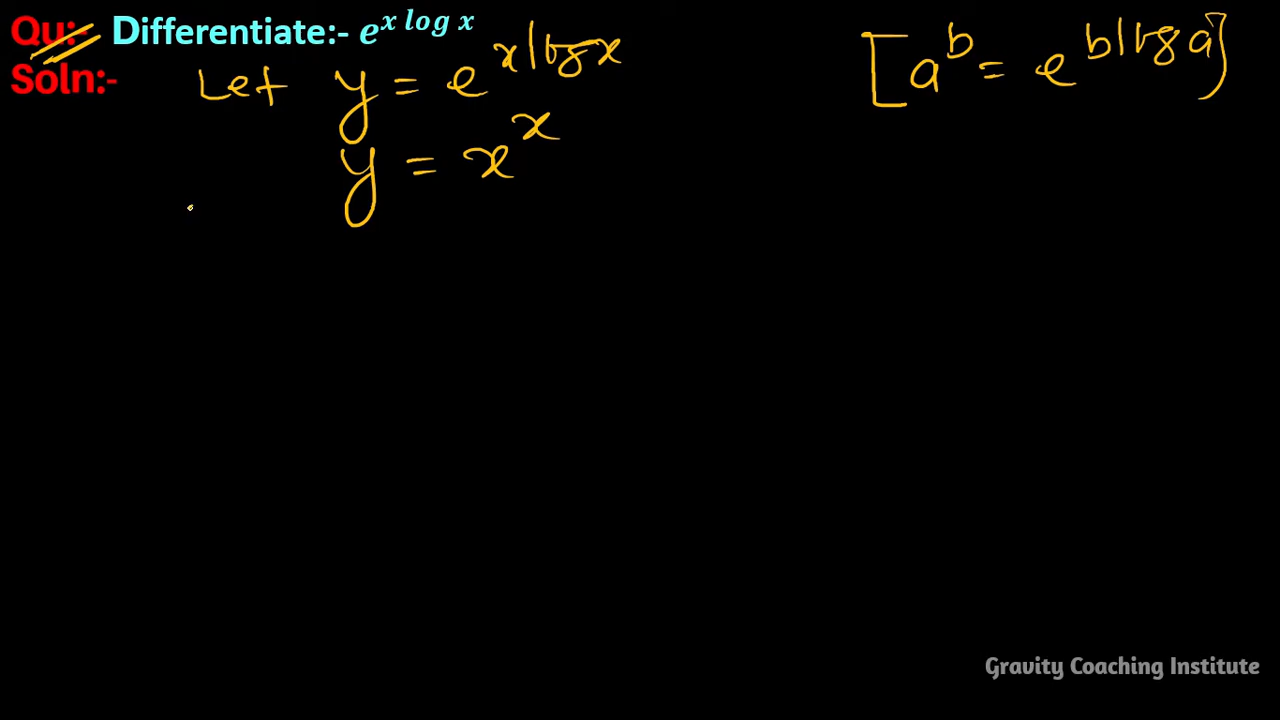 Qu:- Differentiate:- e^{x log x}
Soln:- Let y = e^{x log x} [a^b = e^{b log a}]
y = x^x
Gravity Coaching Institute